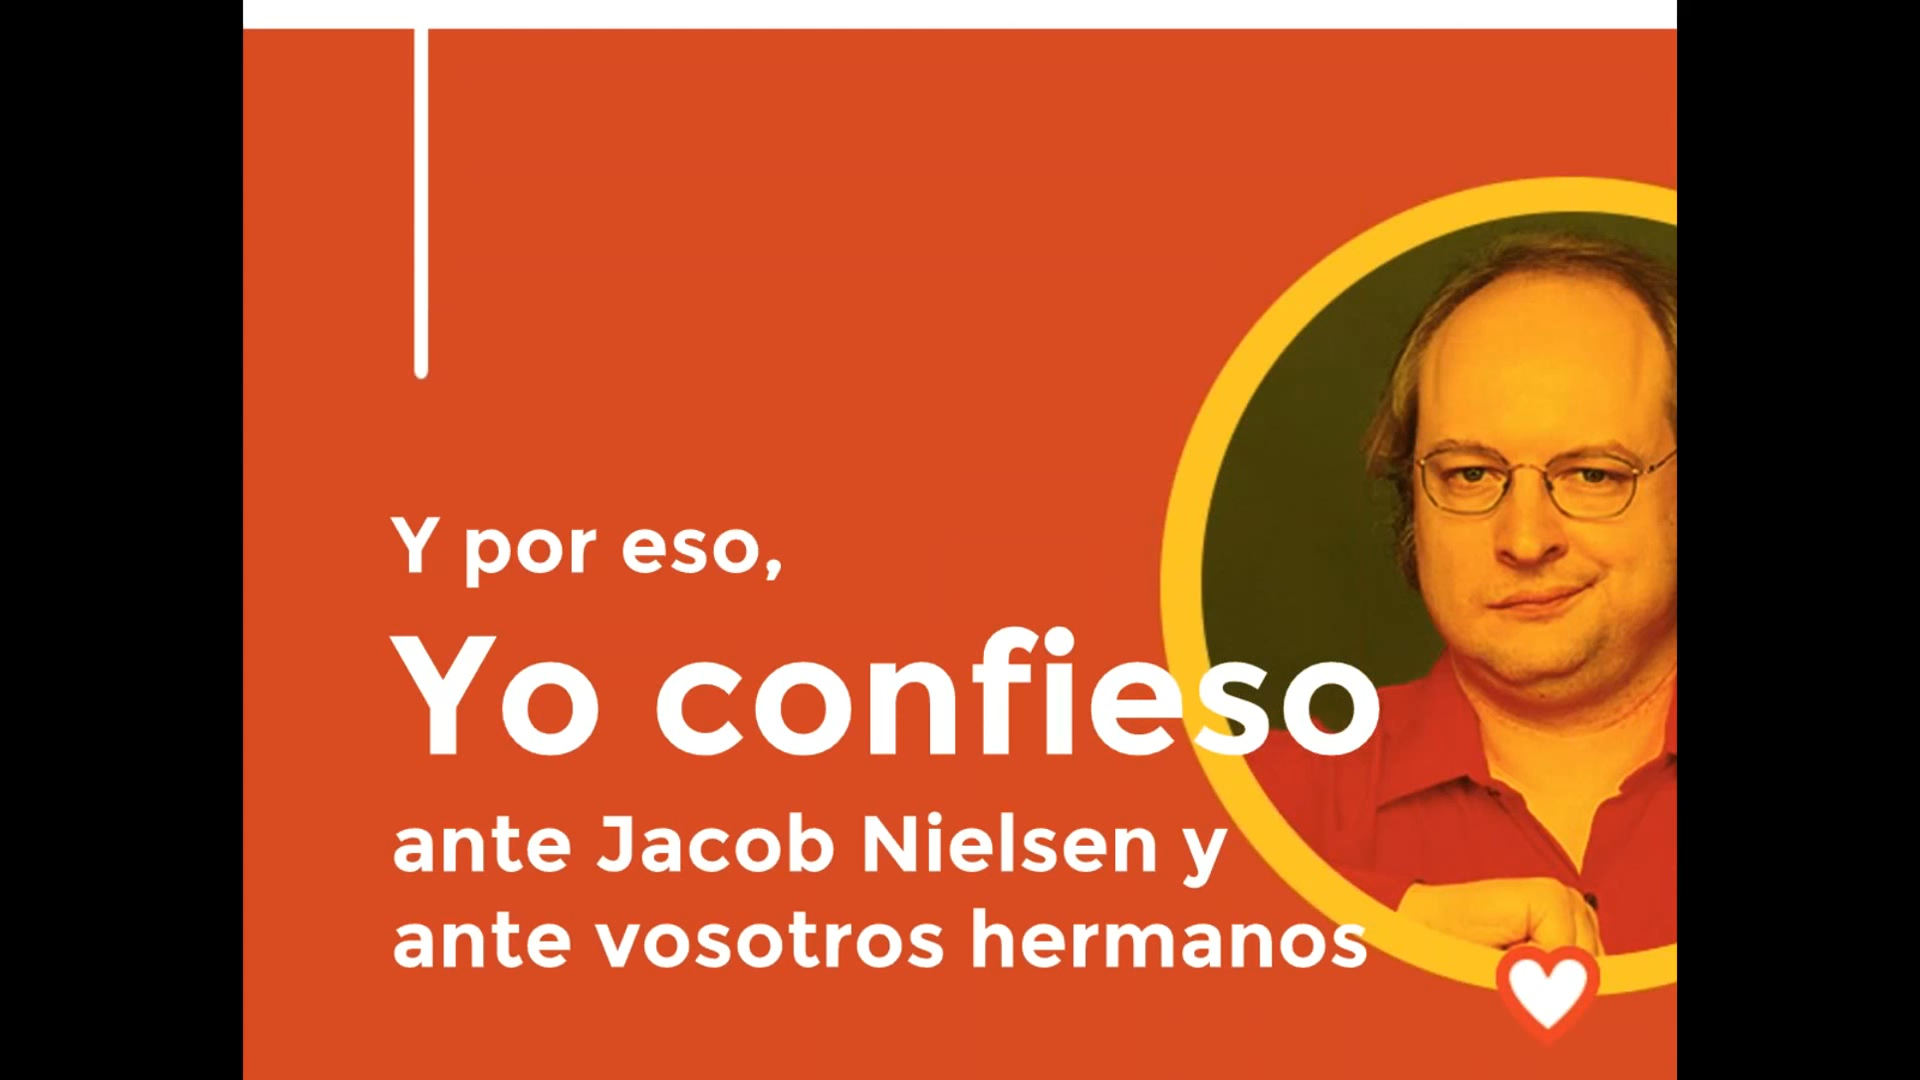 Y por eso,
Yo confieso
ante Jacob Nielsen y
ante vosotros hermanos